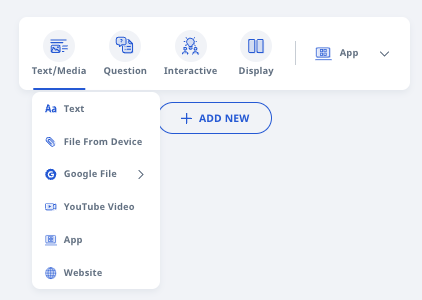 Text/Media Question Interactive Display App
ADD NEW
Aa Text
File From Device
G Google File
YouTube Video
App
Website